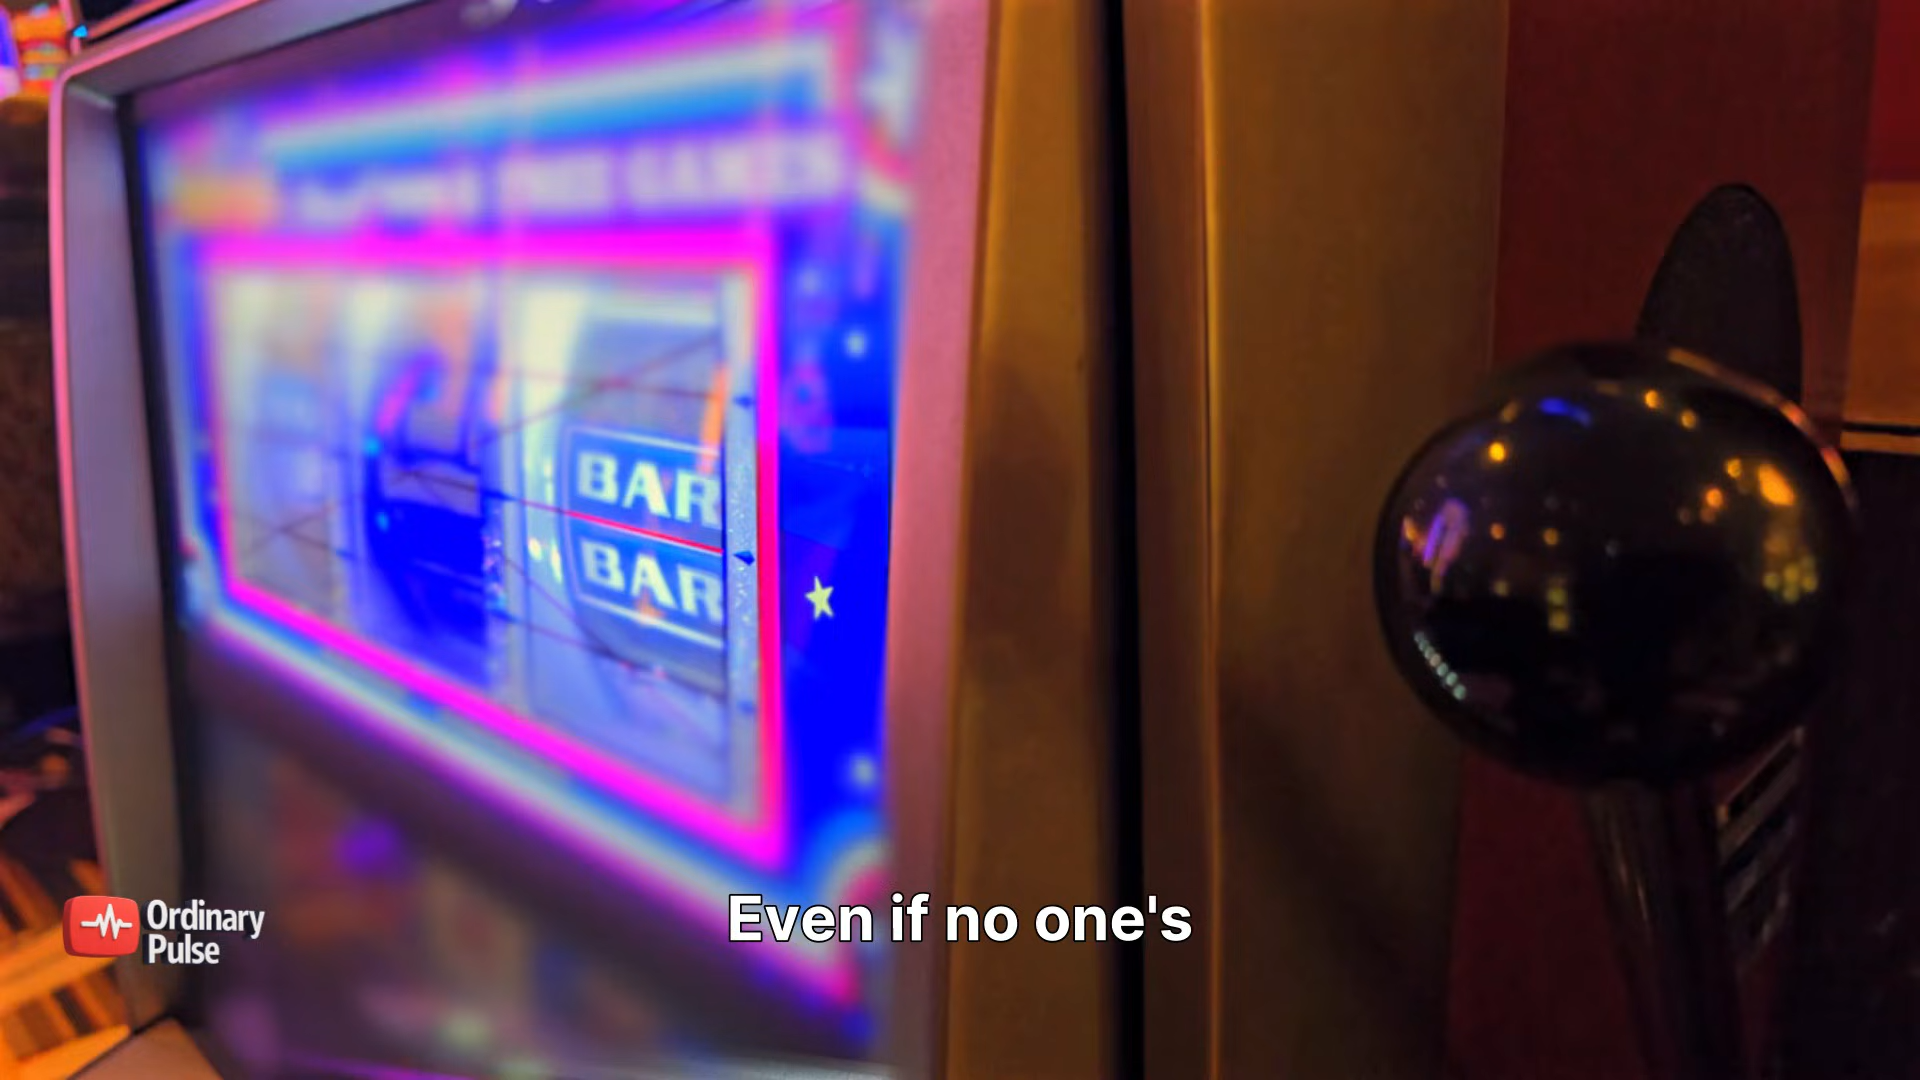 BAR
BAR
Ordinary
Pulse
Even if no one's